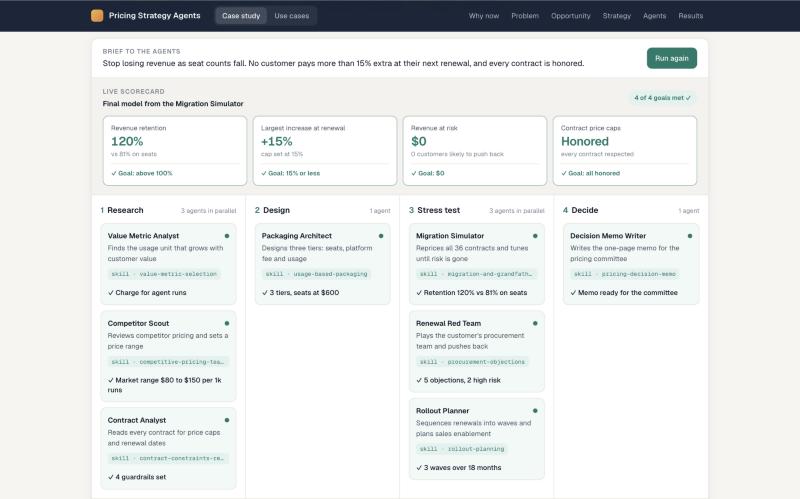 Pricing Strategy Agents
Case study
Use cases
Why now
Problem
Opportunity
Strategy
Agents
Results
BRIEF TO THE AGENTS
Stop losing revenue as seat counts fall. No customer pays more than 15% extra at their next renewal, and every contract is honored.
Run again
LIVE SCORECARD
Final model from the Migration Simulator
4 of 4 goals met ✓
Revenue retention
120%
vs 81% on seats
✓ Goal: above 100%
Largest increase at renewal
+15%
cap set at 15%
✓ Goal: 15% or less
Revenue at risk
$0
0 customers likely to push back
✓ Goal: $0
Contract price caps
Honored
every contract respected
✓ Goal: all honored
1 Research
3 agents in parallel
Value Metric Analyst
Finds the usage unit that grows with
customer value
skill · value-metric-selection
✓ Charge for agent runs
Competitor Scout
Reviews competitor pricing and sets a
price range
skill · competitive-pricing-tea…
✓ Market range $80 to $150 per 1k
runs
Contract Analyst
Reads every contract for price caps
and renewal dates
skill · contract-constraints-re…
✓ 4 guardrails set
2 Design
1 agent
Packaging Architect
Designs three tiers: seats, platform
fee and usage
skill · usage-based-packaging
✓ 3 tiers, seats at $600
3 Stress test
3 agents in parallel
Migration Simulator
Reprices all 36 contracts and tunes
until risk is gone
skill · migration-and-grandfath…
✓ Retention 120% vs 81% on seats
Renewal Red Team
Plays the customer's procurement
team and pushes back
skill · procurement-objections
✓ 5 objections, 2 high risk
Rollout Planner
Sequences renewals into waves and
plans sales enablement
skill · rollout-planning
✓ 3 waves over 18 months
4 Decide
1 agent
Decision Memo Writer
Writes the one-page memo for the
pricing committee
skill · pricing-decision-memo
✓ Memo ready for the committee